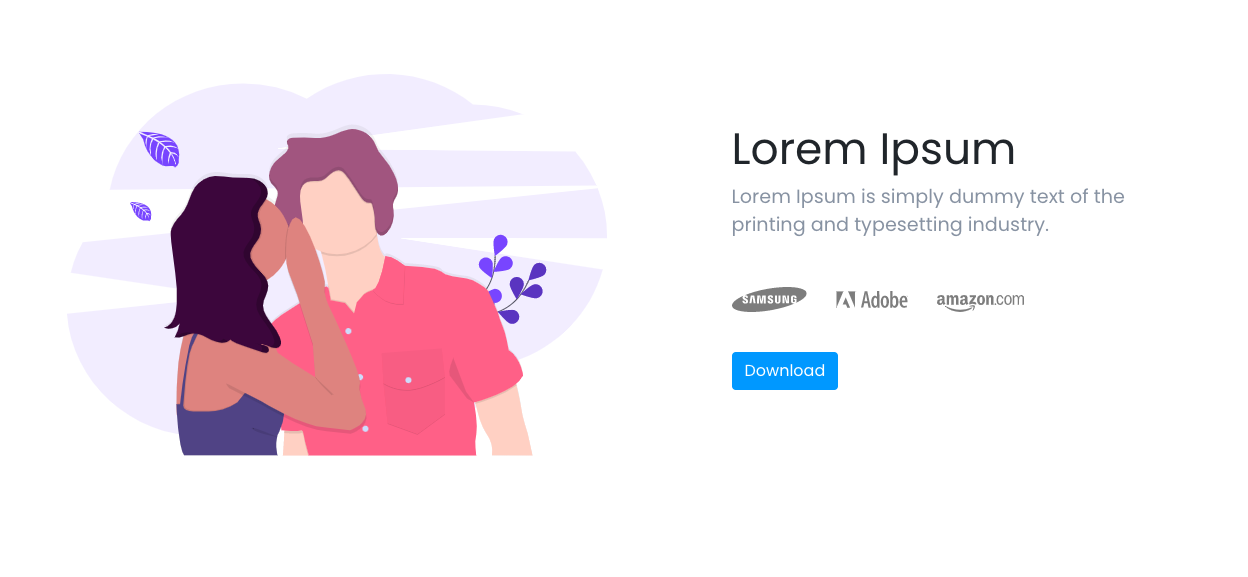 Lorem Ipsum
Lorem Ipsum is simply dummy text of the
printing and typesetting industry.
SAMSUNG Adobe amazon.com
Download